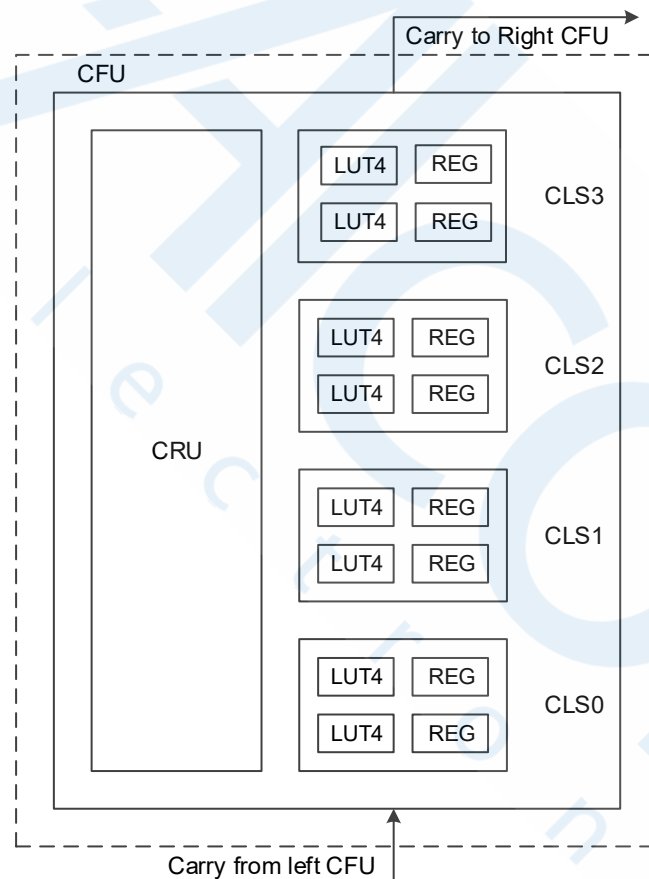 Carry to Right CFU
CFU
LUT4 REG
CLS3
LUT4 REG
LUT4 REG
CLS2
LUT4 REG
CRU
LUT4 REG
CLS1
LUT4 REG
LUT4 REG
CLS0
LUT4 REG
Carry from left CFU
l e c t r o n